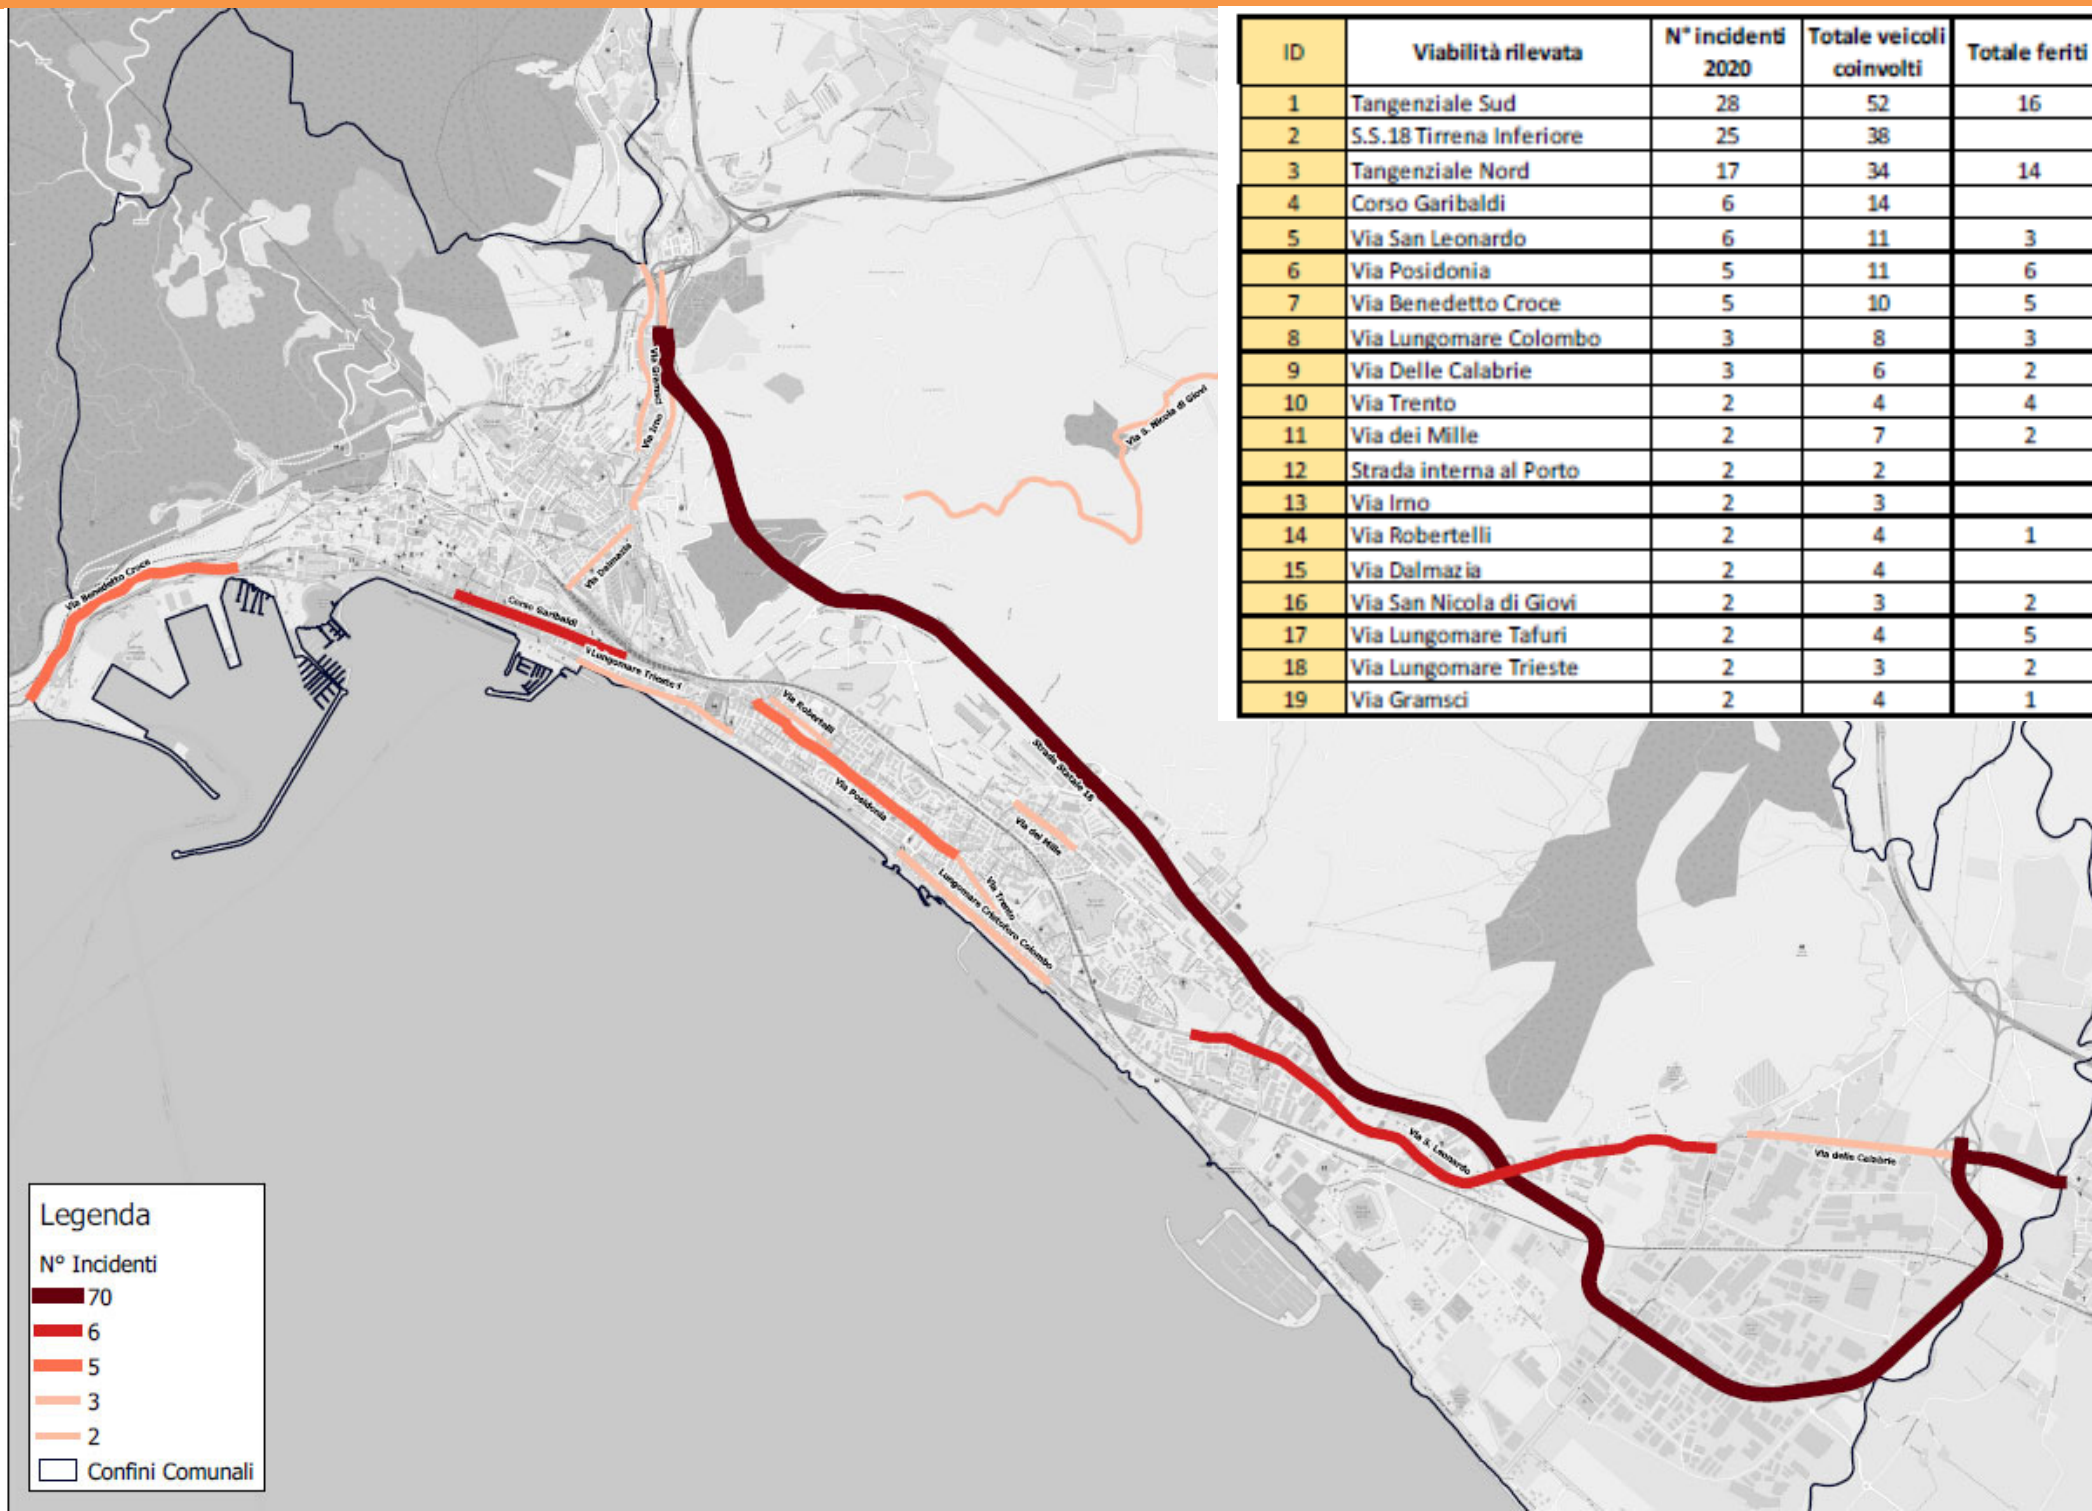 ID Viabilità rilevata N° incidenti 2020 Totale veicoli coinvolti Totale feriti
1 Tangenziale Sud 28 52 16
2 S.S.18 Tirrena Inferiore 25 38
3 Tangenziale Nord 17 34 14
4 Corso Garibaldi 6 14
5 Via San Leonardo 6 11 3
6 Via Posidonia 5 11 6
7 Via Benedetto Croce 5 10 5
8 Via Lungomare Colombo 3 8 3
9 Via Delle Calabrie 3 6 2
10 Via Trento 2 4 4
11 Via dei Mille 2 7 2
12 Strada interna al Porto 2 2
13 Via Irno 2 3
14 Via Robertelli 2 4 1
15 Via Dalmazia 2 4
16 Via San Nicola di Giovi 2 3 2
17 Via Lungomare Tafuri 2 4 5
18 Via Lungomare Trieste 2 3 2
19 Via Gramsci 2 4 1
Via Gramsci
Via Irno
Via S. Nicola di Giovi
Via Dalmazia
Via Benedetto Croce
Corso Garibaldi
Lungomare Trieste
Via Robertelli
Via Posidonia
Strada Statale 18
Via dei Mille
Via Trento
Lungomare Cristoforo Colombo
Via S. Leonardo
Via delle Calabrie
Legenda
N° Incidenti
70
6
5
3
2
Confini Comunali